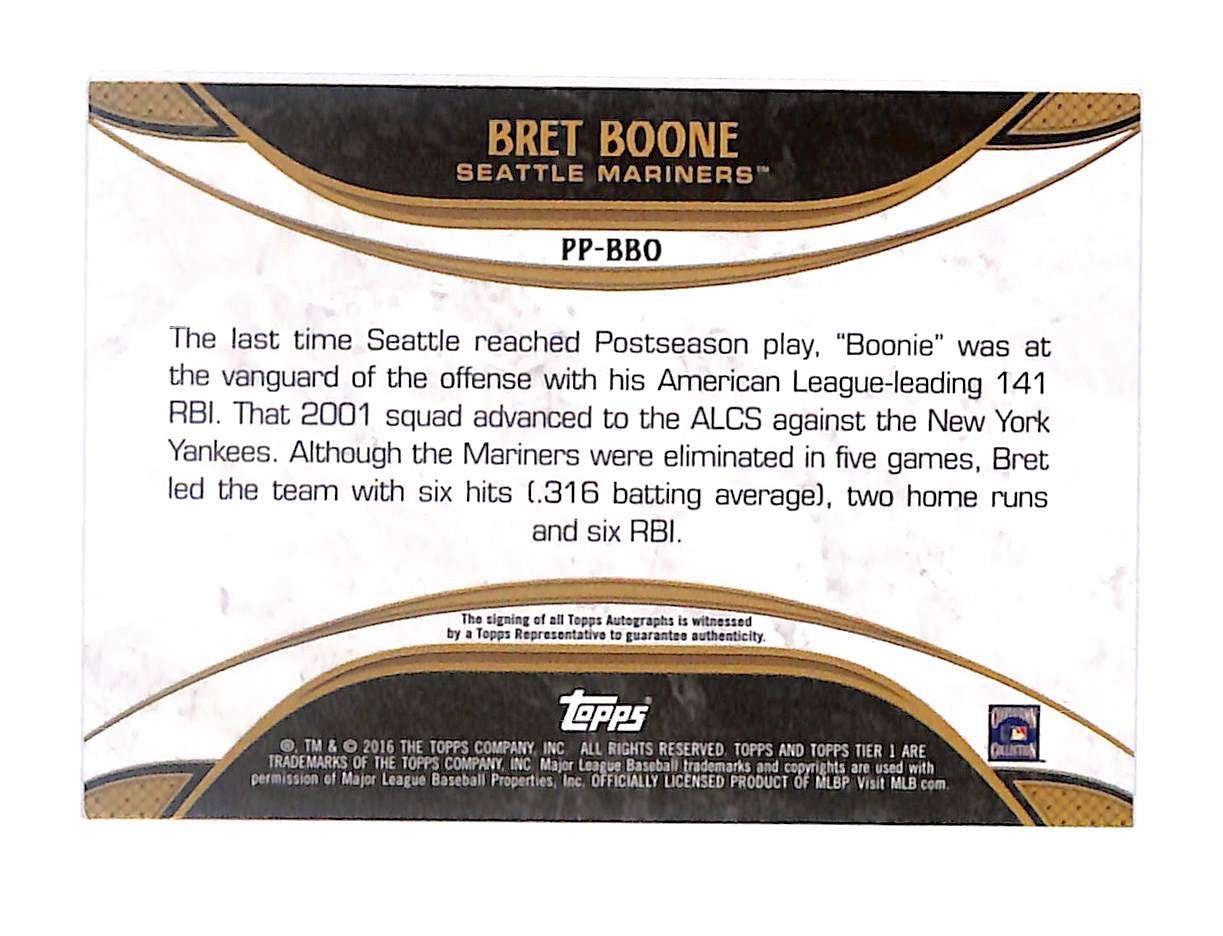 BRET BOONE
SEATTLE MARINERS™
PP-BBO
The last time Seattle reached Postseason play, “Boonie” was at
the vanguard of the offense with his American League-leading 141
RBI. That 2001 squad advanced to the ALCS against the New York
Yankees. Although the Mariners were eliminated in five games, Bret
led the team with six hits (.316 batting average), two home runs
and six RBI.
The signing of all Topps Autographs is witnessed
by a Topps Representative to guarantee authenticity.
topps
®, TM & © 2016 THE TOPPS COMPANY, INC ALL RIGHTS RESERVED. TOPPS AND TOPPS TIER 1 ARE
TRADEMARKS OF THE TOPPS COMPANY, INC Major League Baseball trademarks and copyrights are used with
permission of Major League Baseball Properties, Inc. OFFICIALLY LICENSED PRODUCT OF MLBP Visit MLB com.
COLLECTION